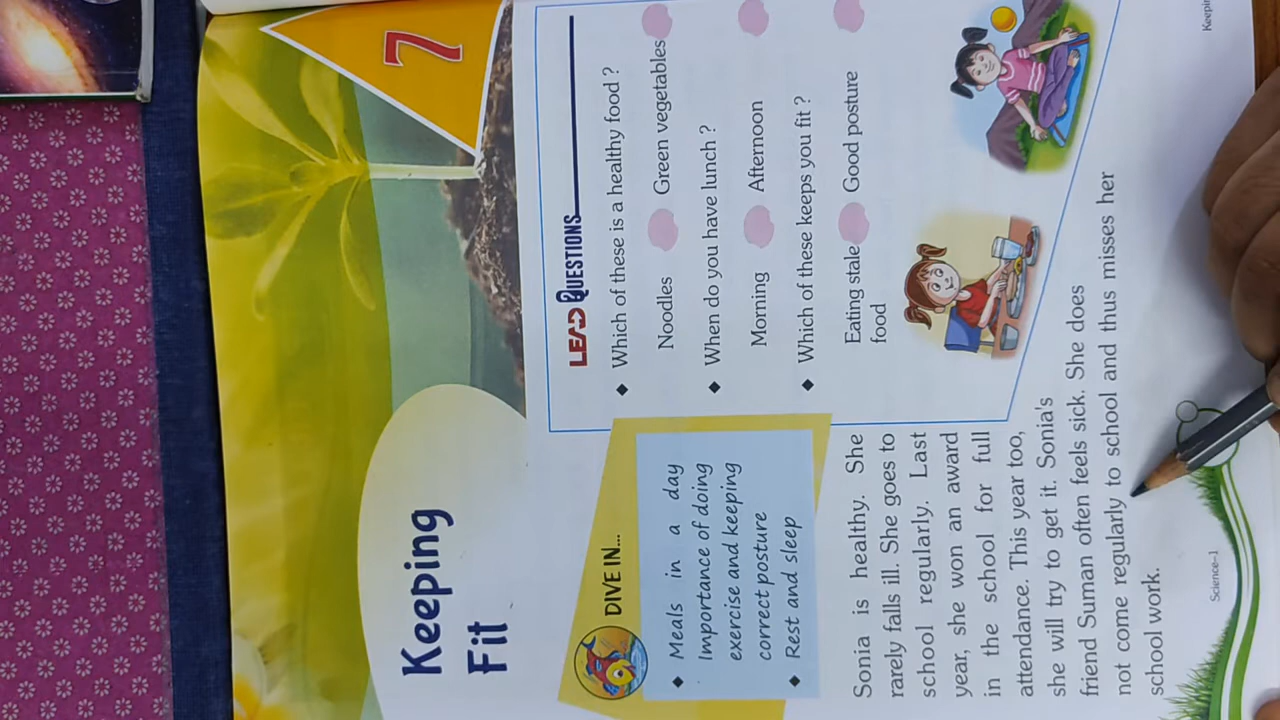 7
Keeping
Fit
DIVE IN...
◆ Meals in a day
Importance of doing
exercise and keeping
correct posture
◆ Rest and sleep
LEAD QUESTIONS
◆ Which of these is a healthy food ?
Noodles Green vegetables
◆ When do you have lunch ?
Morning Afternoon
◆ Which of these keeps you fit ?
Eating stale Good posture
food
Sonia is healthy. She
rarely falls ill. She goes to
school regularly. Last
year, she won an award
in the school for full
attendance. This year too,
she will try to get it. Sonia's
friend Suman often feels sick. She does
not come regularly to school and thus misses her
school work.
Science–1